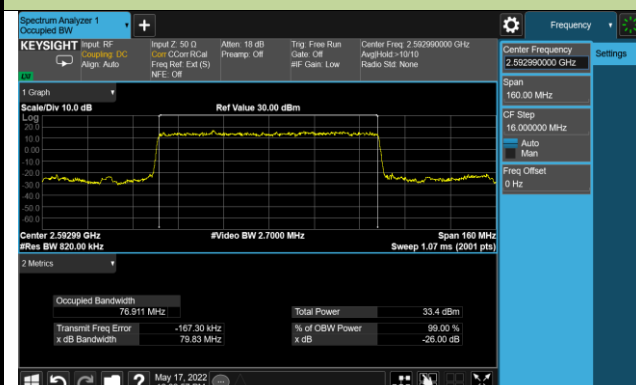 Spectrum Analyzer 1
Occupied BW
+
Frequency
KEYSIGHT
Input: RF
Coupling: DC
Align: Auto
Input Z: 50 Ω
Corr CCorr RCal
Freq Ref: Ext (S)
NFE: Off
Atten: 18 dB
Preamp: Off
Trig: Free Run
Gate: Off
#IF Gain: Low
Center Freq: 2.592990000 GHz
Avg|Hold:>10/10
Radio Std: None
Center Frequency
2.592990000 GHz
Settings
Span
160.00 MHz
CF Step
16.000000 MHz
Auto
Man
Freq Offset
0 Hz
1 Graph
Scale/Div 10.0 dB
Ref Value 30.00 dBm
Log
20.0
10.0
0.00
-10.0
-20.0
-30.0
-40.0
-50.0
-60.0
Center 2.59299 GHz
#Video BW 2.7000 MHz
Span 160 MHz
#Res BW 820.00 kHz
Sweep 1.07 ms (2001 pts)
2 Metrics
Occupied Bandwidth
76.911 MHz
Total Power
33.4 dBm
Transmit Freq Error
-167.30 kHz
% of OBW Power
99.00 %
x dB Bandwidth
79.83 MHz
x dB
-26.00 dB
?
May 17, 2022